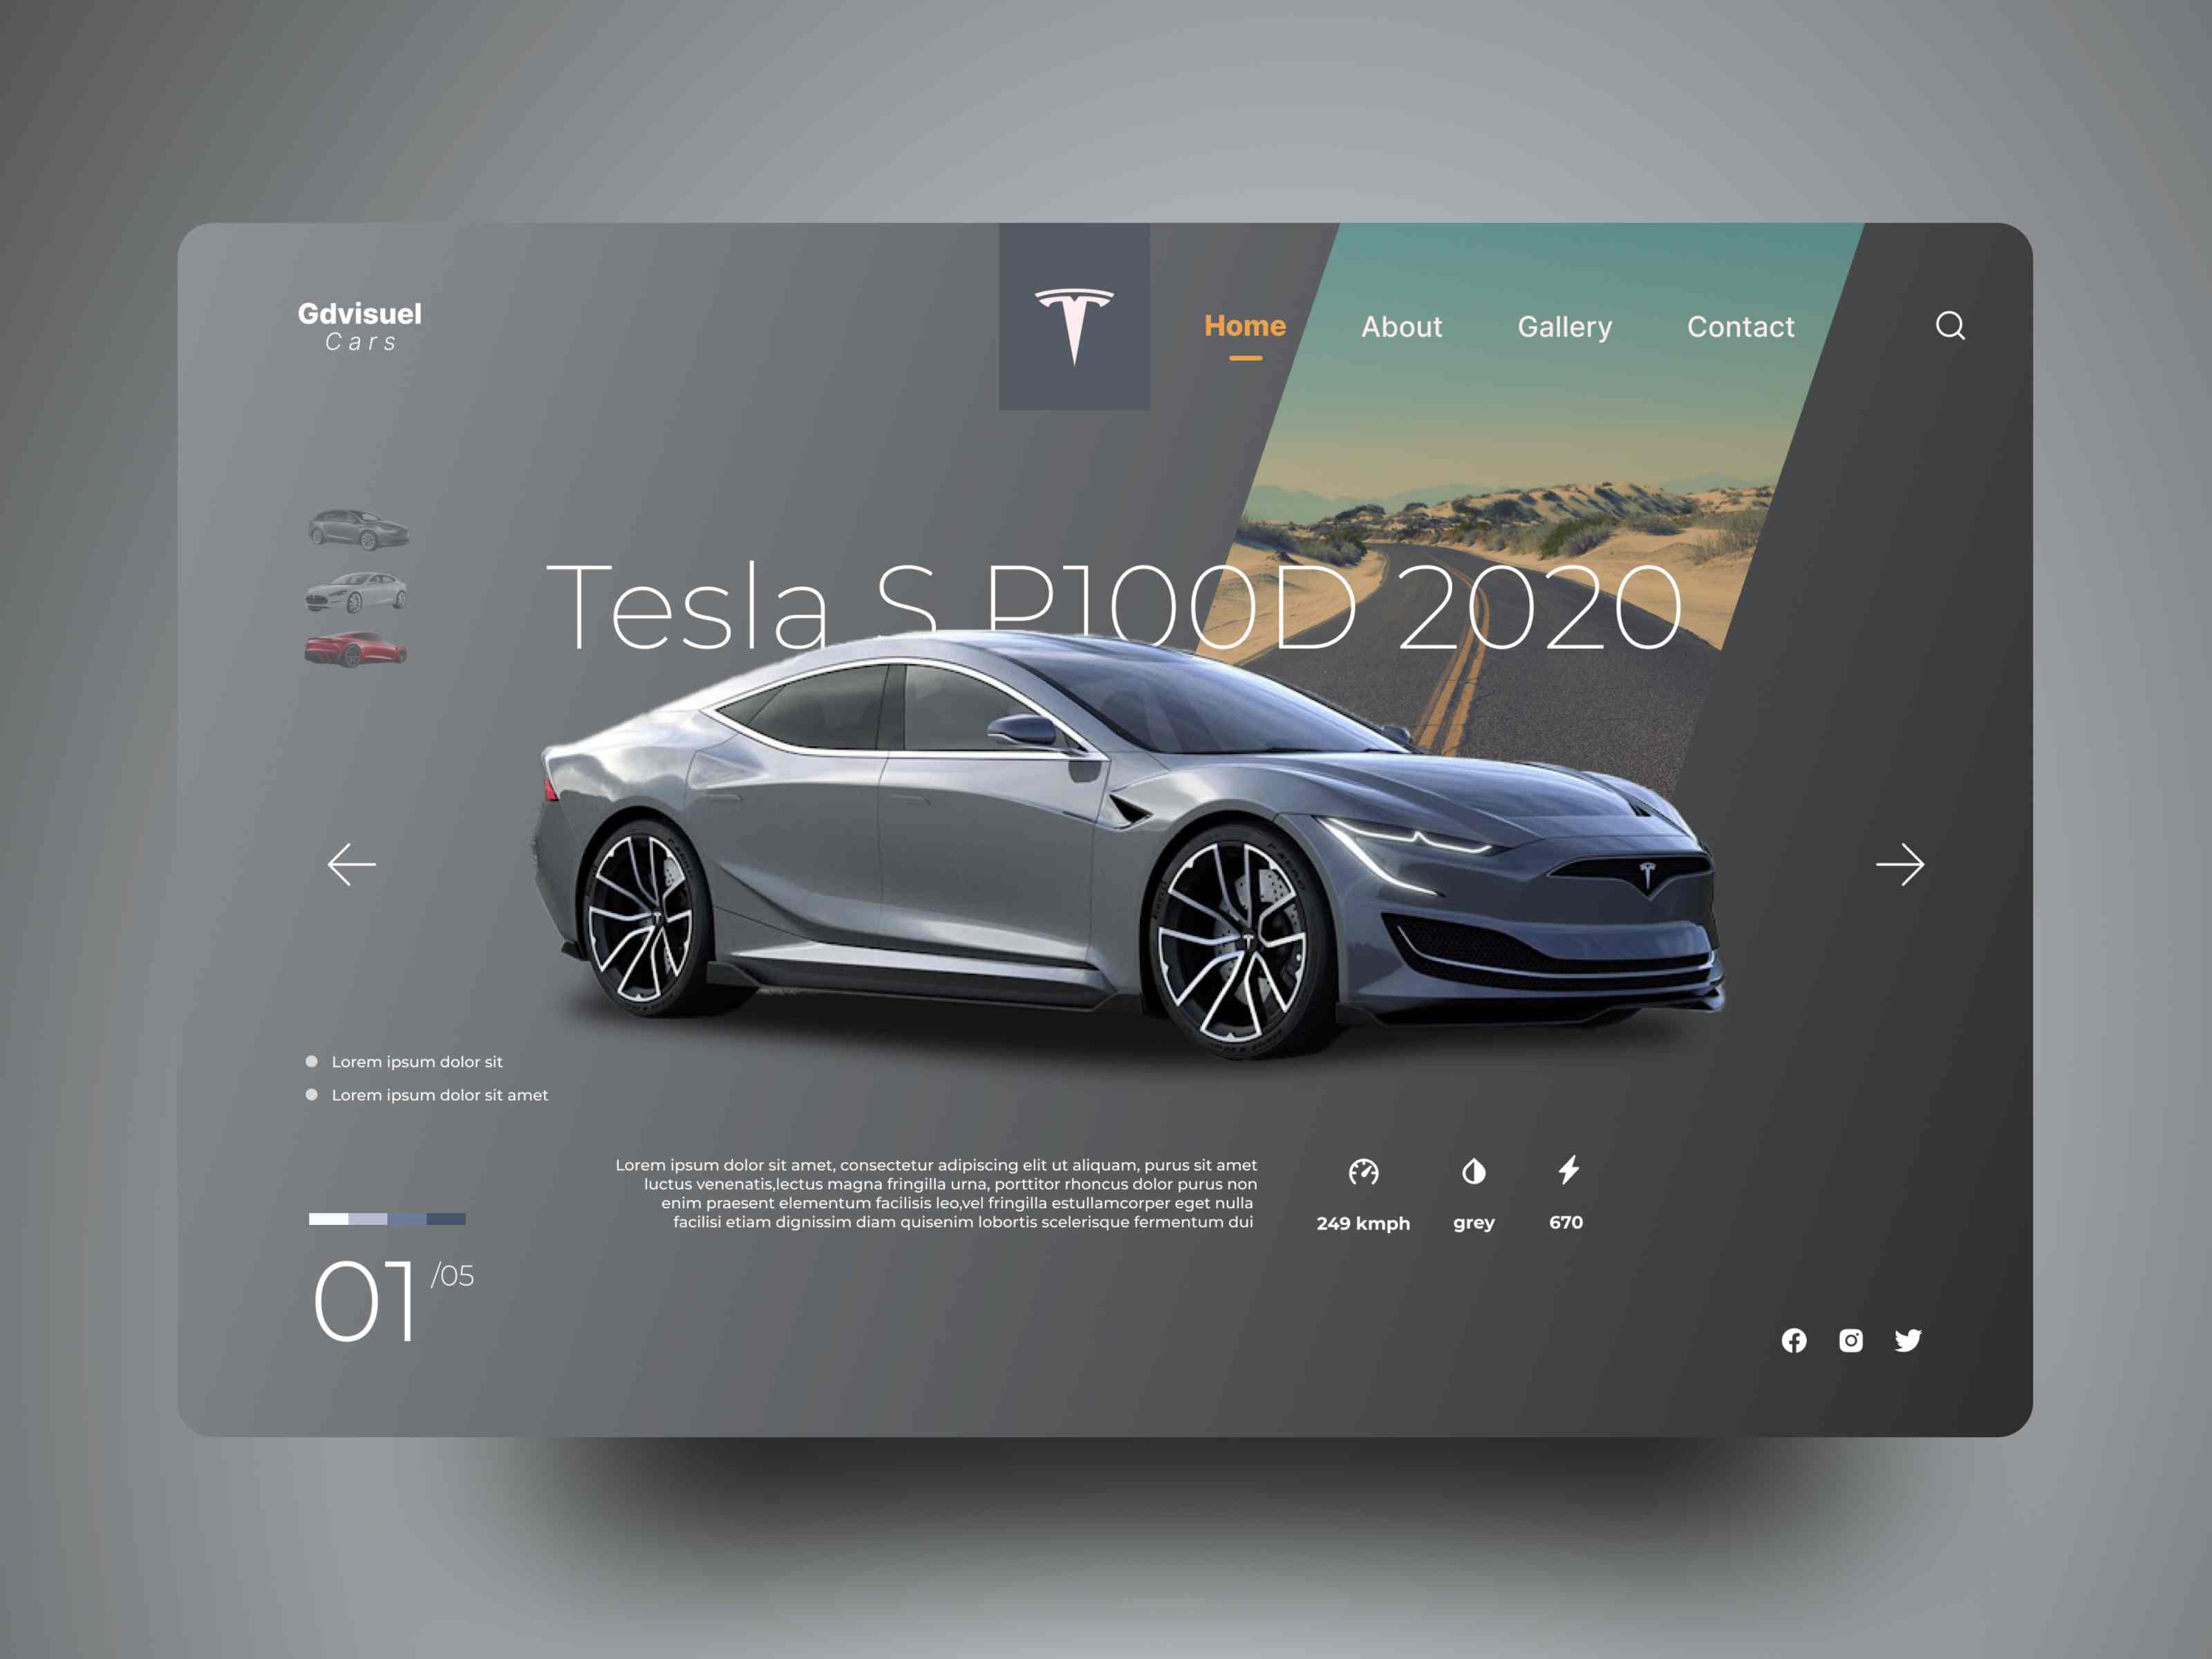 Gdvisuel
Cars
Home
About
Gallery
Contact
Tesla S P100D 2020
Lorem ipsum dolor sit
Lorem ipsum dolor sit amet
Lorem ipsum dolor sit amet, consectetur adipiscing elit ut aliquam, purus sit amet
luctus venenatis,lectus magna fringilla urna, porttitor rhoncus dolor purus non
enim praesent elementum facilisis leo,vel fringilla estullamcorper eget nulla
facilisi etiam dignissim diam quisenim lobortis scelerisque fermentum dui
249 kmph
grey
670
01 /05